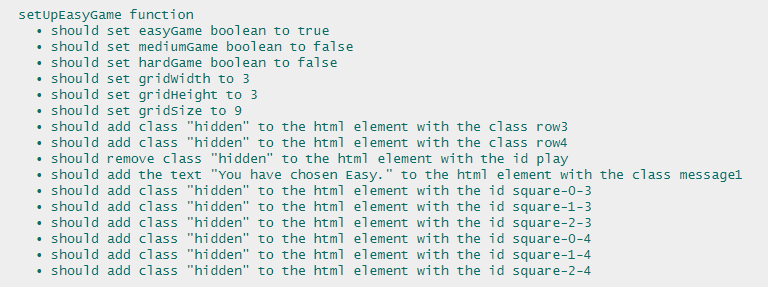 setUpEasyGame function
• should set easyGame boolean to true
• should set mediumGame boolean to false
• should set hardGame boolean to false
• should set gridWidth to 3
• should set gridHeight to 3
• should set gridSize to 9
• should add class "hidden" to the html element with the class row3
• should add class "hidden" to the html element with the class row4
• should remove class "hidden" to the html element with the id play
• should add the text "You have chosen Easy." to the html element with the class message1
• should add class "hidden" to the html element with the id square-0-3
• should add class "hidden" to the html element with the id square-1-3
• should add class "hidden" to the html element with the id square-2-3
• should add class "hidden" to the html element with the id square-0-4
• should add class "hidden" to the html element with the id square-1-4
• should add class "hidden" to the html element with the id square-2-4